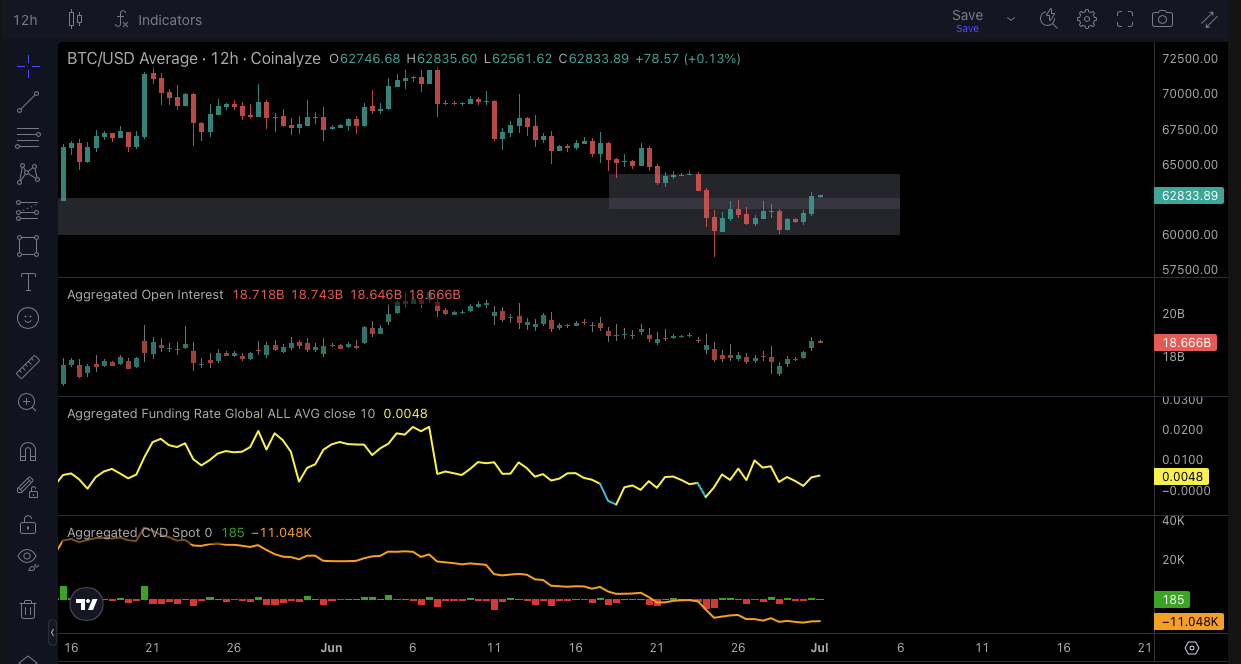 12h Indicators Save
Save
BTC/USD Average · 12h · Coinalyze O62746.68 H62835.60 L62561.62 C62833.89 +78.57 (+0.13%)
72500.00
70000.00
67500.00
65000.00
62833.89
60000.00
57500.00
Aggregated Open Interest 18.718B 18.743B 18.646B 18.666B
20B
18.666B
18B
Aggregated Funding Rate Global ALL AVG close 10 0.0048
0.0300
0.0200
0.0100
0.0048
−0.0000
Aggregated CVD Spot 0 185 −11.048K
40K
20K
185
−11.048K
16 21 26 Jun 6 11 16 21 26 Jul 6 11 16 21